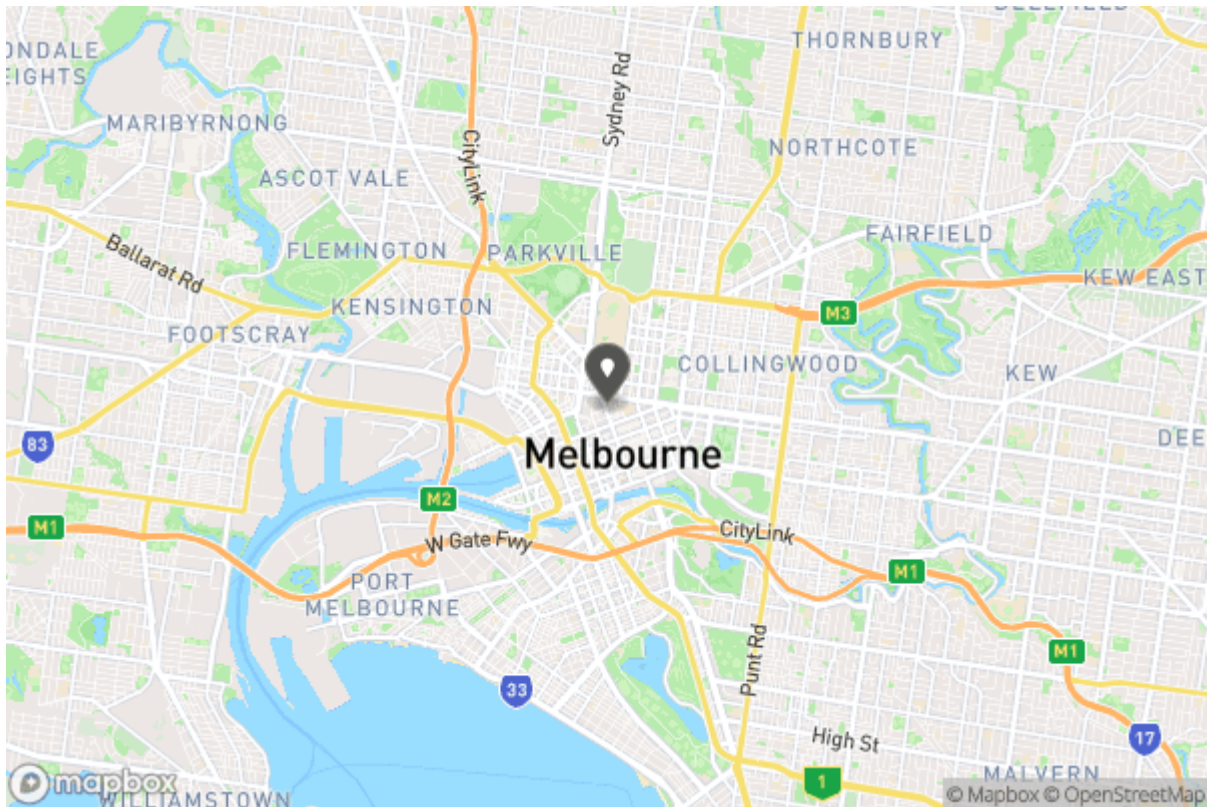 THORNBURY
ONDALE
EIGHTS
Sydney Rd
MARIBYRNONG
CityLink
NORTHCOTE
ASCOT VALE
FAIRFIELD
FLEMINGTON
PARKVILLE
Ballarat Rd
KEW EAST
KENSINGTON
M3
FOOTSCRAY
COLLINGWOOD
KEW
83
Melbourne
DEE
M2
M1
W Gate Fwy
CityLink
M1
PORT
MELBOURNE
M1
Punt Rd
33
High St
17
MALVERN
1
mapbox
WILLIAMSTOWN
© Mapbox © OpenStreetMap